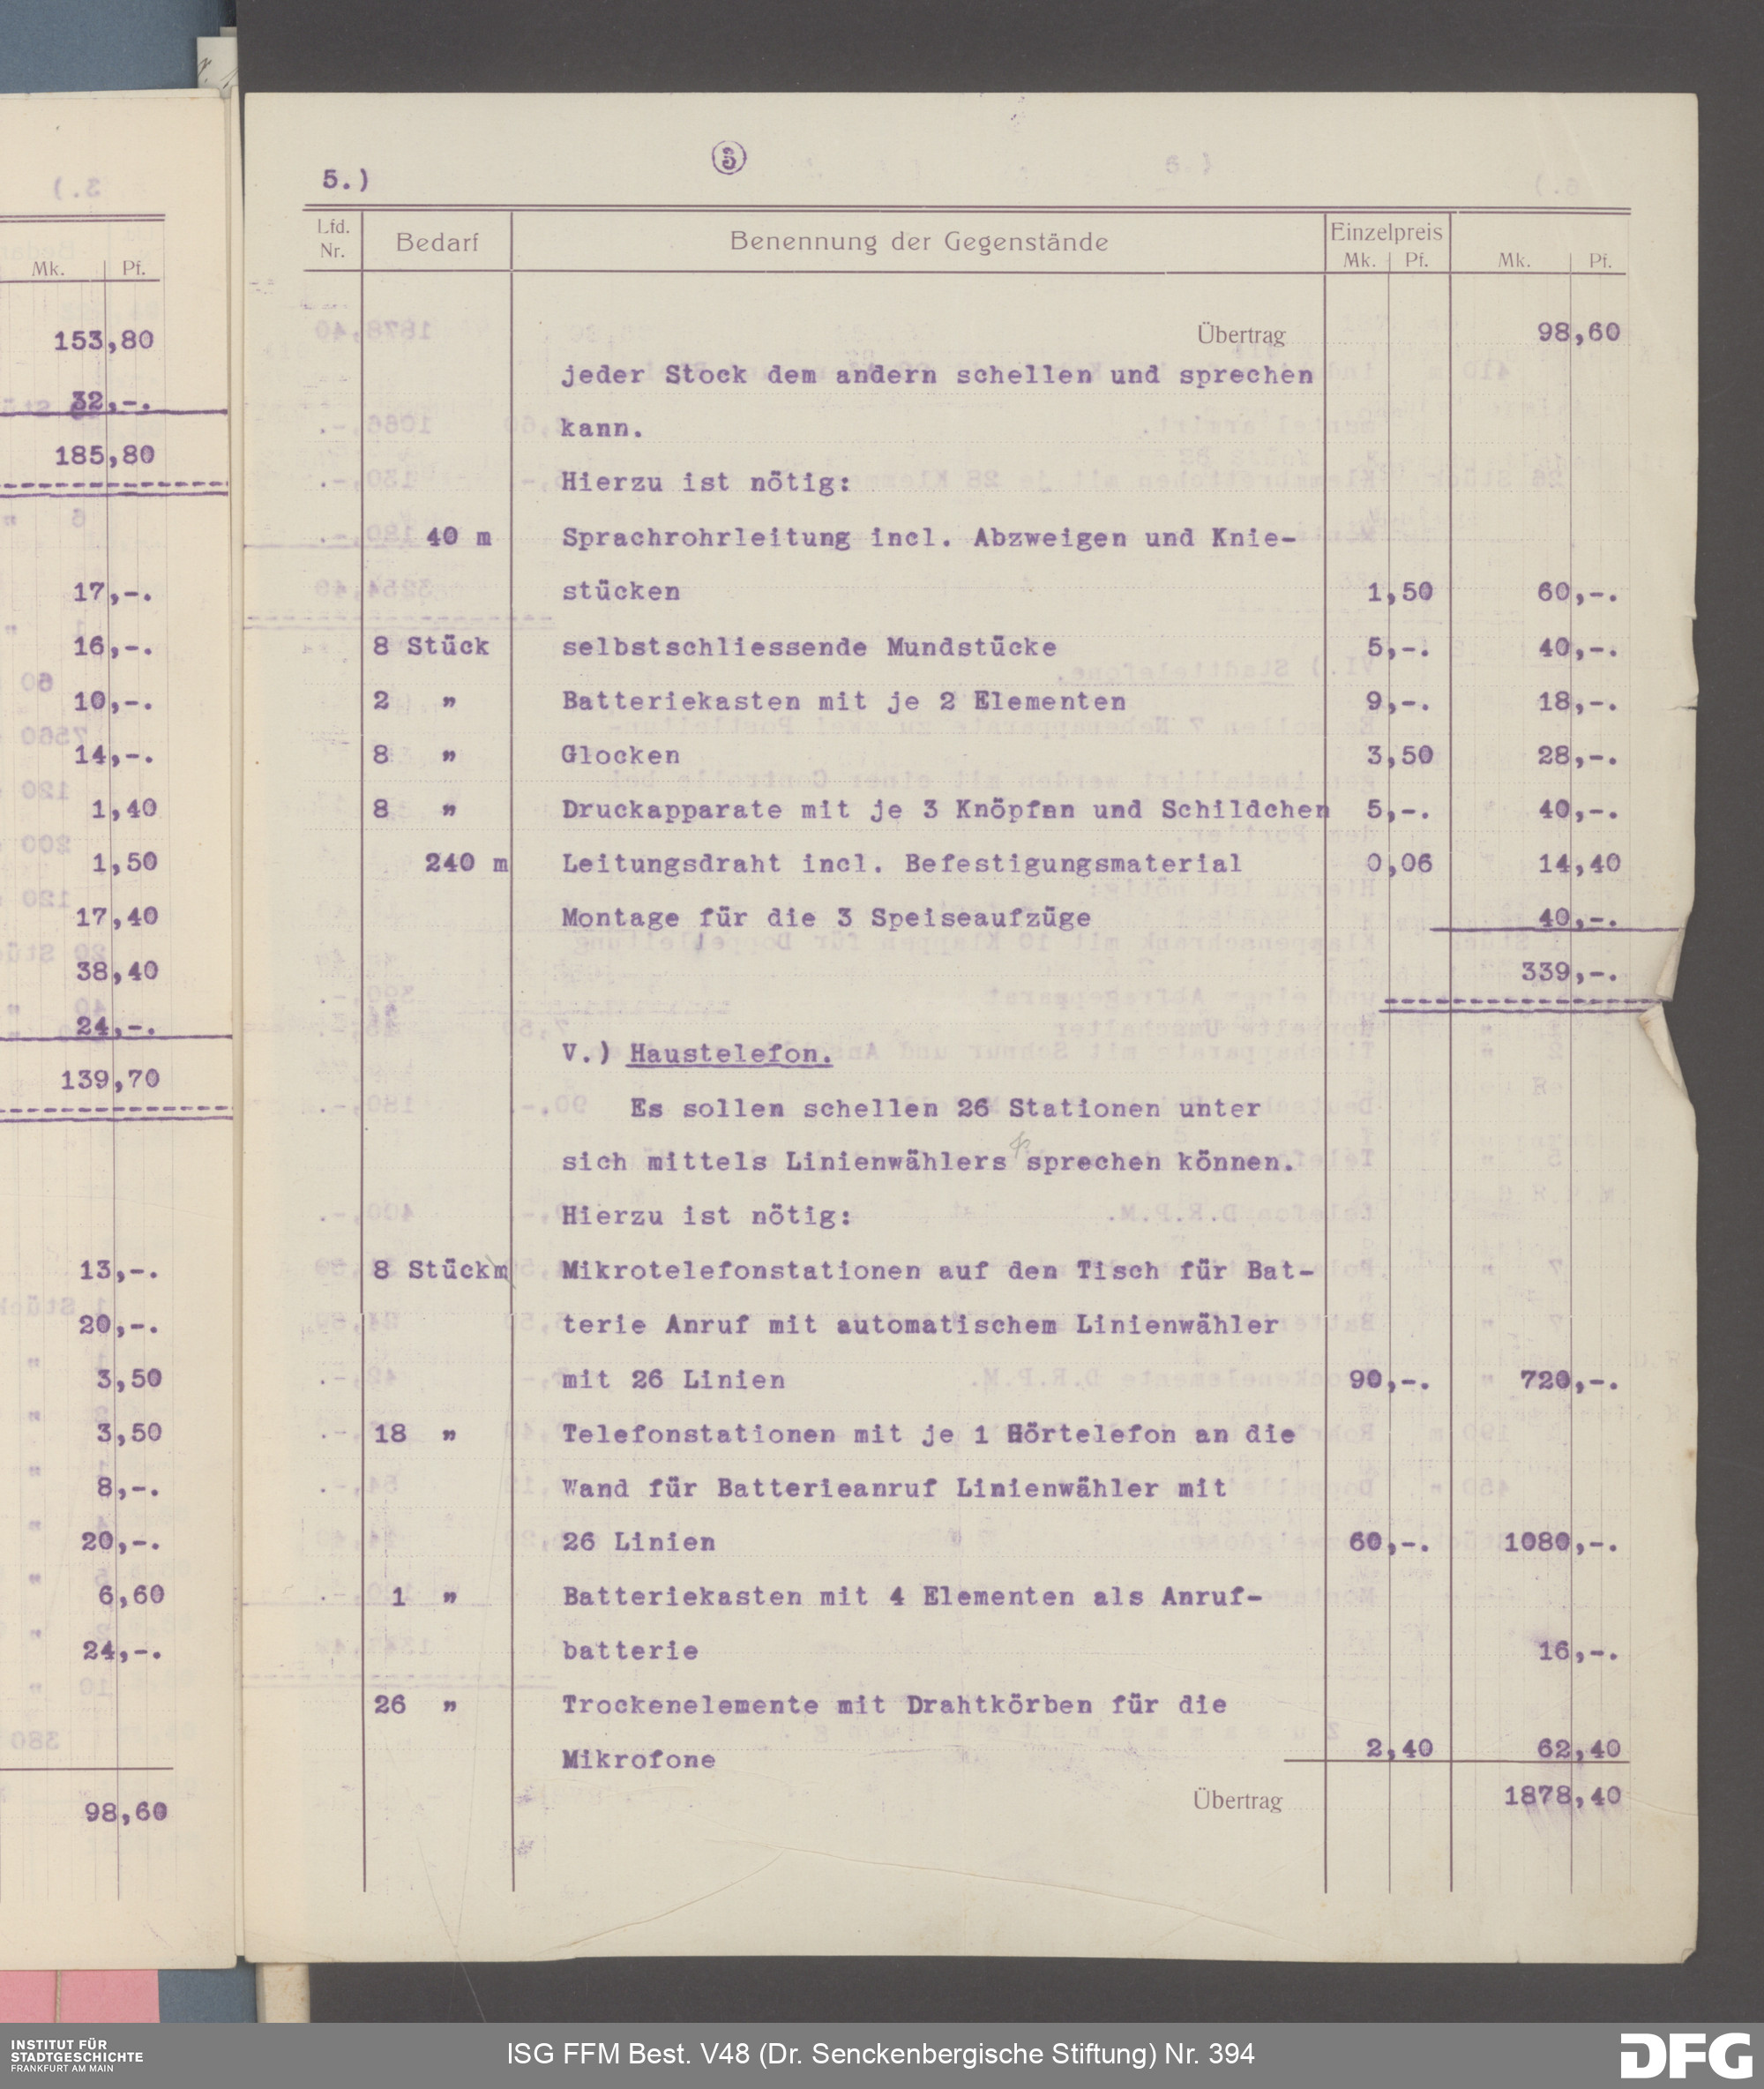 Mk. Pf.
153,80
32,-.
185,80
17,-.
16,-.
10,-.
14,-.
1,40
1,50
17,40
38,40
24,-.
139,70
13,-.
20,-.
3,50
3,50
8,-.
20,-.
6,60
24,-.
98,60
3
5.)
Lfd. Nr. Bedarf Benennung der Gegenstände Einzelpreis Mk. Pf. Mk. Pf.
Übertrag 98,60
jeder Stock dem andern schellen und sprechen
kann.
Hierzu ist nötig:
40 m Sprachrohrleitung incl. Abzweigen und Knie-
stücken 1,50 60,-.
8 Stück selbstschliessende Mundstücke 5,-. 40,-.
2 " Batteriekasten mit je 2 Elementen 9,-. 18,-.
8 " Glocken 3,50 28,-.
8 " Druckapparate mit je 3 Knöpfen und Schildchen 5,-. 40,-.
240 m Leitungsdraht incl. Befestigungsmaterial 0,06 14,40
Montage für die 3 Speiseaufzüge 40,-.
339,-.
V.) Haustelefon.
Es sollen schellen 26 Stationen unter
sich mittels Linienwählers sprechen können.
Hierzu ist nötig:
8 Stückm Mikrotelefonstationen auf den Tisch für Bat-
terie Anruf mit automatischem Linienwähler
mit 26 Linien 90,-. 720,-.
18 " Telefonstationen mit je 1 Hörtelefon an die
Wand für Batterieanruf Linienwähler mit
26 Linien 60,-. 1080,-.
1 " Batteriekasten mit 4 Elementen als Anruf-
batterie 16,-.
26 " Trockenelemente mit Drahtkörben für die
Mikrofone 2,40 62,40
Übertrag 1878,40
INSTITUT FÜR
STADTGESCHICHTE
FRANKFURT AM MAIN
ISG FFM Best. V48 (Dr. Senckenbergische Stiftung) Nr. 394
DFG